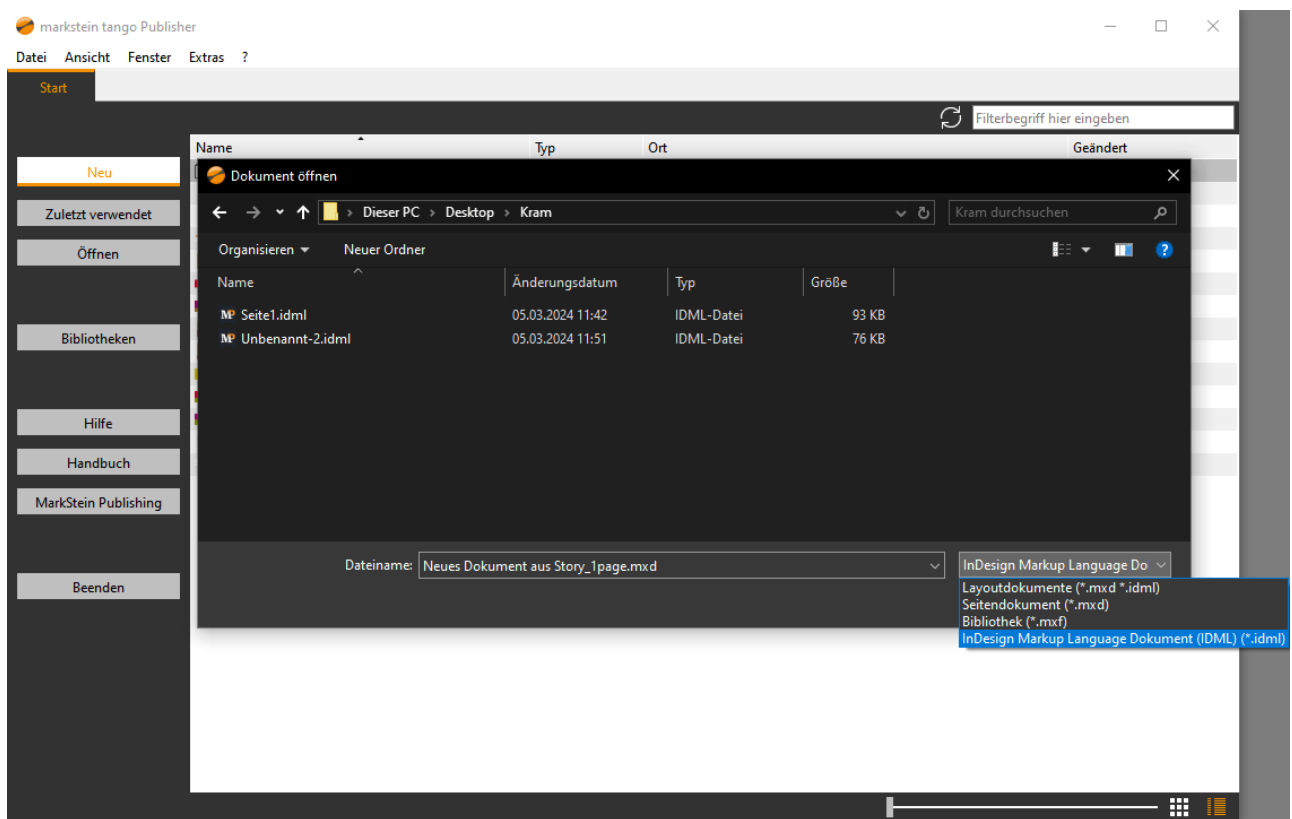 markstein tango Publisher
Datei Ansicht Fenster Extras ?
Start
Filterbegriff hier eingeben
Name Typ Ort Geändert
Neu
Zuletzt verwendet
Öffnen
Bibliotheken
Hilfe
Handbuch
MarkStein Publishing
Beenden
Dokument öffnen
Dieser PC > Desktop > Kram
Kram durchsuchen
Organisieren Neuer Ordner
?
Name Änderungsdatum Typ Größe
MP Seite1.idml 05.03.2024 11:42 IDML-Datei 93 KB
MP Unbenannt-2.idml 05.03.2024 11:51 IDML-Datei 76 KB
Dateiname: Neues Dokument aus Story_1page.mxd InDesign Markup Language Do
Layoutdokumente (*.mxd *.idml)
Seitendokument (*.mxd)
Bibliothek (*.mxf)
InDesign Markup Language Dokument (IDML) (*.idml)